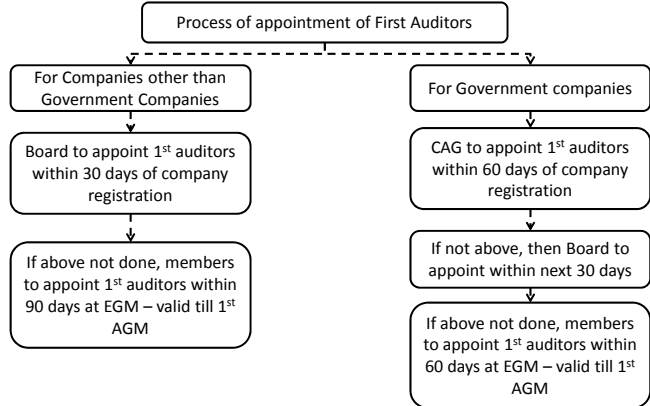 Process of appointment of First Auditors
For Companies other than
Government Companies
Board to appoint 1st auditors
within 30 days of company
registration
If above not done, members
to appoint 1st auditors within
90 days at EGM – valid till 1st
AGM
For Government companies
CAG to appoint 1st auditors
within 60 days of company
registration
If not above, then Board to
appoint within next 30 days
If above not done, members
to appoint 1st auditors within
60 days at EGM – valid till 1st
AGM